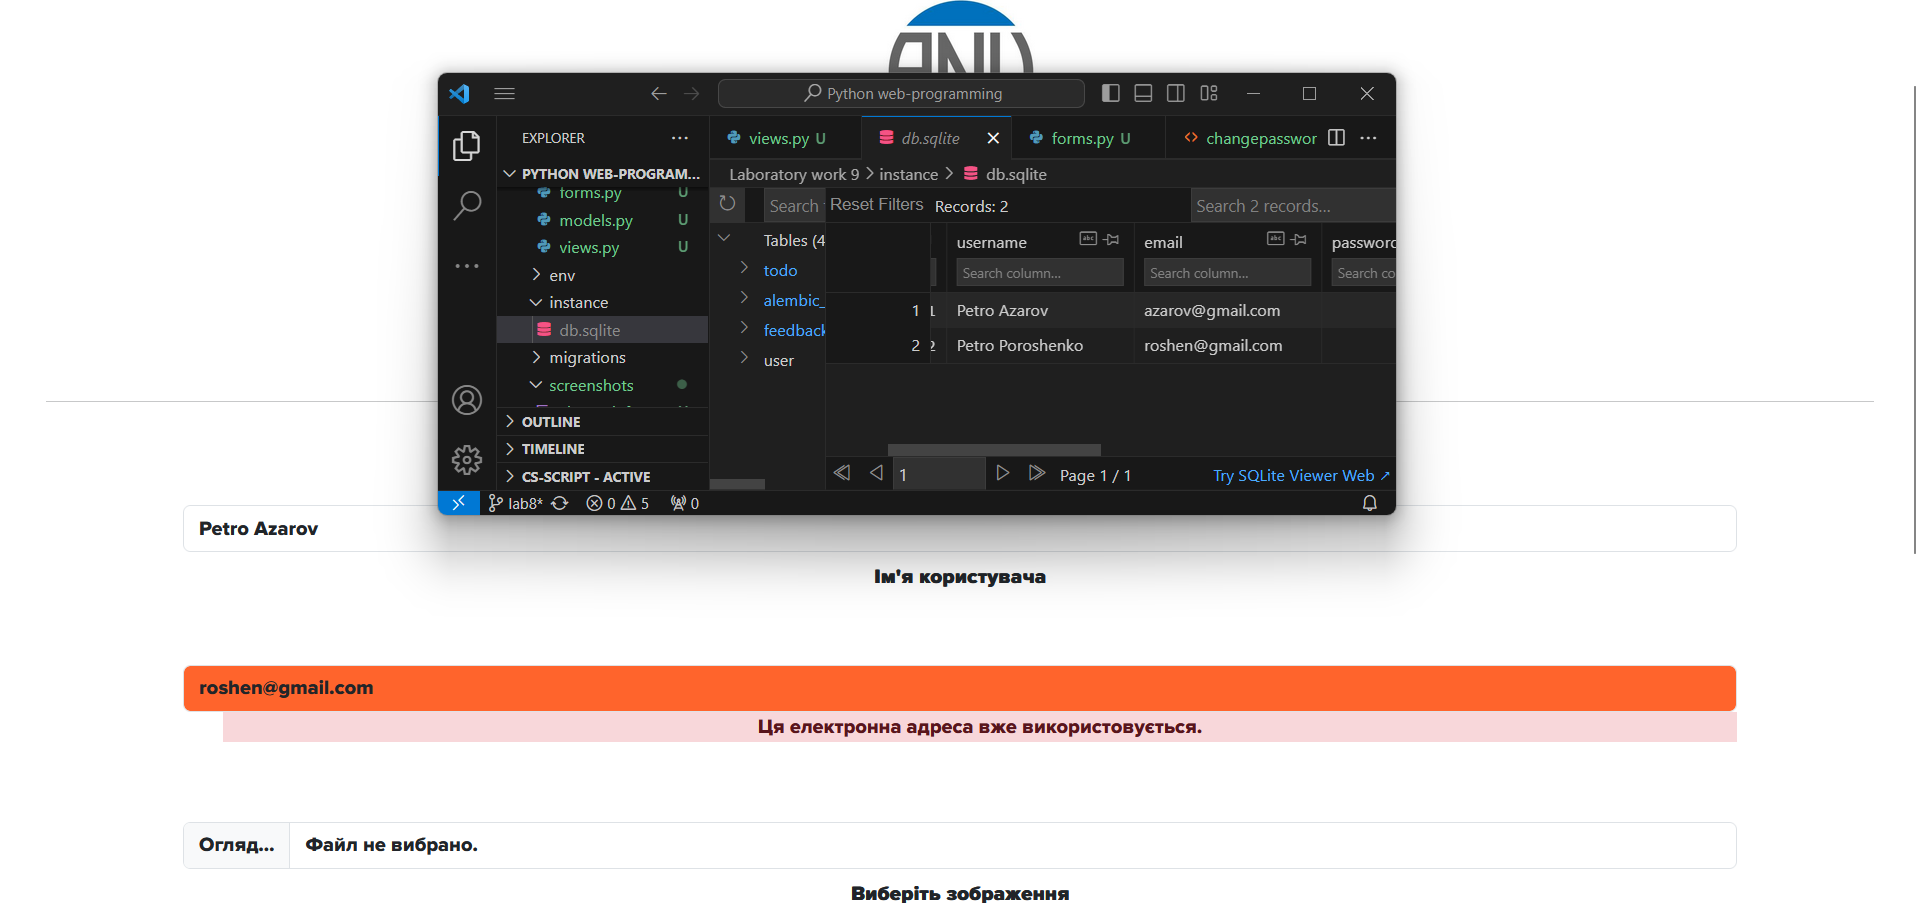 Python web-programming
EXPLORER
views.py U
db.sqlite
forms.py U
changepasswor
PYTHON WEB-PROGRAM...
Laboratory work 9 > instance > db.sqlite
forms.py U
models.py U
views.py U
env
instance
db.sqlite
migrations
screenshots
OUTLINE
TIMELINE
CS-SCRIPT - ACTIVE
Search
Reset Filters
Records: 2
Search 2 records...
Tables (4
todo
alembic_
feedback
user
username
email
password
Search column...
Search column...
Search co
1 1 Petro Azarov azarov@gmail.com
2 2 Petro Poroshenko roshen@gmail.com
1
Page 1 / 1
Try SQLite Viewer Web ↗
lab8* 0 5 0
Petro Azarov
Ім'я користувача
roshen@gmail.com
Ця електронна адреса вже використовується.
Огляд... Файл не вибрано.
Виберіть зображення